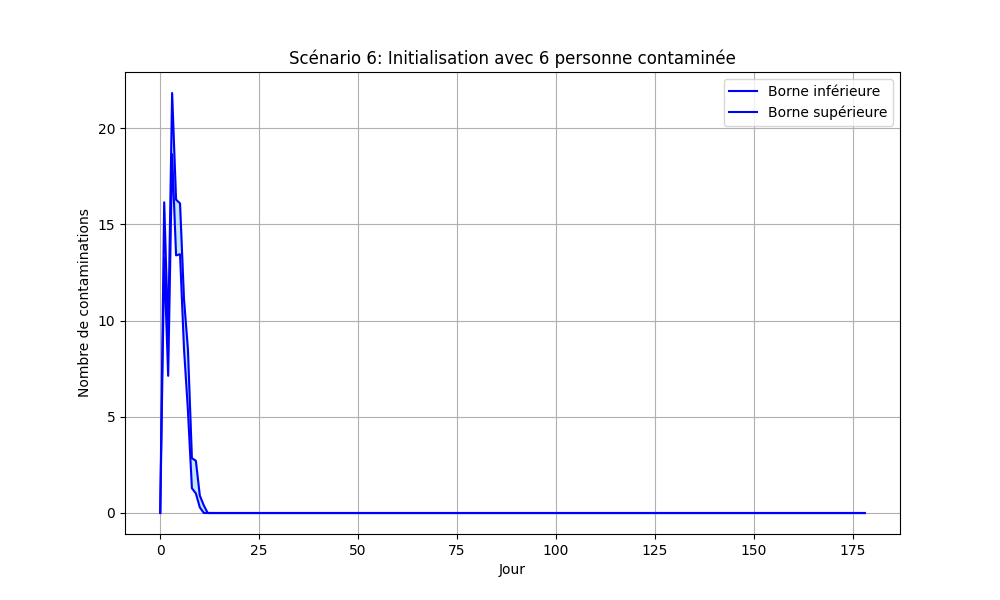 Scénario 6: Initialisation avec 6 personne contaminée
Borne inférieure
Borne supérieure
Nombre de contaminations
20
15
10
5
0
0 25 50 75 100 125 150 175
Jour